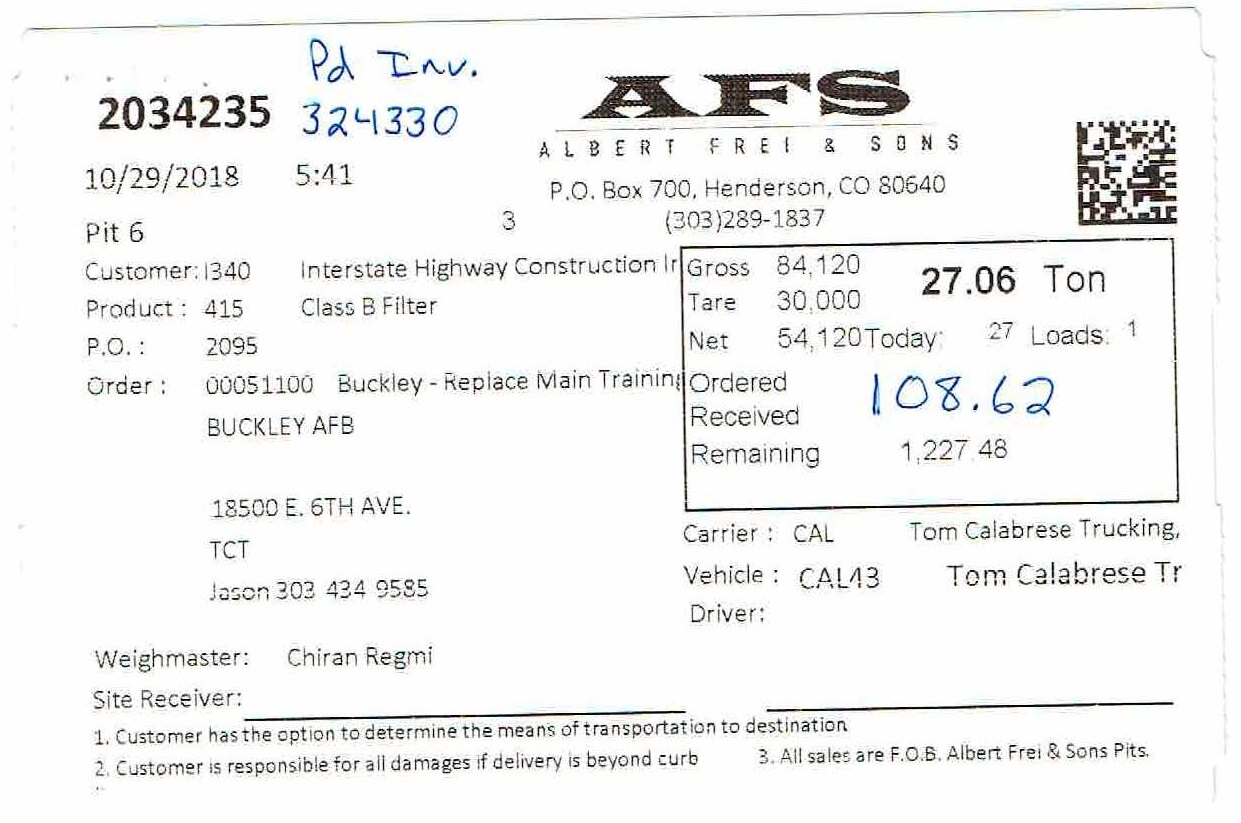 Pd Inv.
2034235 324330
AFS
ALBERT FREI & SONS
10/29/2018 5:41
P.O. Box 700, Henderson, CO 80640
Pit 6 3 (303)289-1837
Customer: I340 Interstate Highway Construction Ir
Gross 84,120 27.06 Ton
Product : 415 Class B Filter
Tare 30,000
P.O. : 2095
Net 54,120 Today: 27 Loads: 1
Order : 00051100 Buckley - Replace Main Training
Ordered 108.62
BUCKLEY AFB
Received
Remaining 1,227.48
18500 E. 6TH AVE.
Carrier : CAL Tom Calabrese Trucking,
TCT
Vehicle : CAL43 Tom Calabrese Tr
Jason 303 434 9585
Driver:
Weighmaster: Chiran Regmi
Site Receiver:
1. Customer has the option to determine the means of transportation to destination
2. Customer is responsible for all damages if delivery is beyond curb 3. All sales are F.O.B. Albert Frei & Sons Pits.